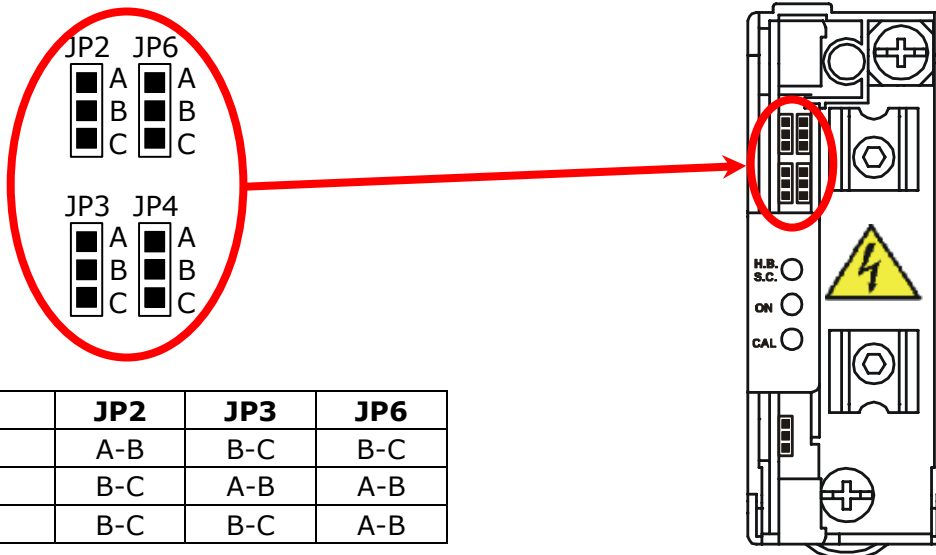 JP2 JP6
A A
B B
C C
JP3 JP4
A A
B B
C C
H.B.
S.C.
ON
CAL
JP2 JP3 JP6
A-B B-C B-C
B-C A-B A-B
B-C B-C A-B